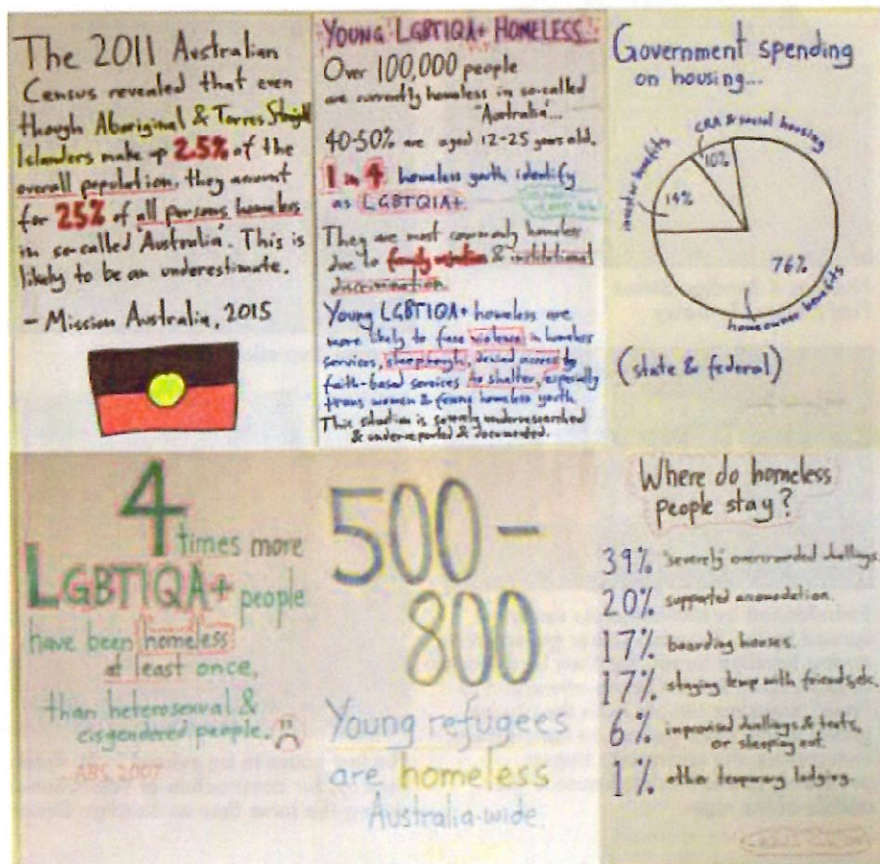 The 2011 Australian
Census revealed that even
though Aboriginal & Torres Strait
Islanders make up 2.5% of the
overall population, they amount
for 25% of all persons homeless
in so-called 'Australia'. This is
likely to be an underestimate.
- Mission Australia, 2015
YOUNG LGBTIQA+ HOMELESS...
Over 100,000 people
are currently homeless in so-called
"Australia"...
40-50% are aged 12-25 years old.
1 in 4 homeless youth identify
as LGBTQIA+.
They are most commonly homeless
due to family rejection & institutional
discrimination.
Young LGBTIQA+ homeless are
more likely to face violence in homeless
services, sleep rough, denied access by
faith-based services to shelter, especially
trans women & young homeless youth.
This situation is severely underresearched
& underreported & documented.
Government spending
on housing...
CRA & social housing
10%
investor benefits
14%
76%
homeowner benefits
(state & federal)
4
times more
LGBTIQA+ people
have been homeless
at least once,
than heterosexual &
cisgendered people.
ABS, 2007
500-
800
Young refugees
are homeless
Australia-wide.
Where do homeless
people stay?
39% 'severely' overcrowded dwellings.
20% supported accomodation.
17% boarding houses.
17% staying temp with friends, etc.
6% improvised dwellings & tents,
or sleeping out.
1% other temporary lodging.